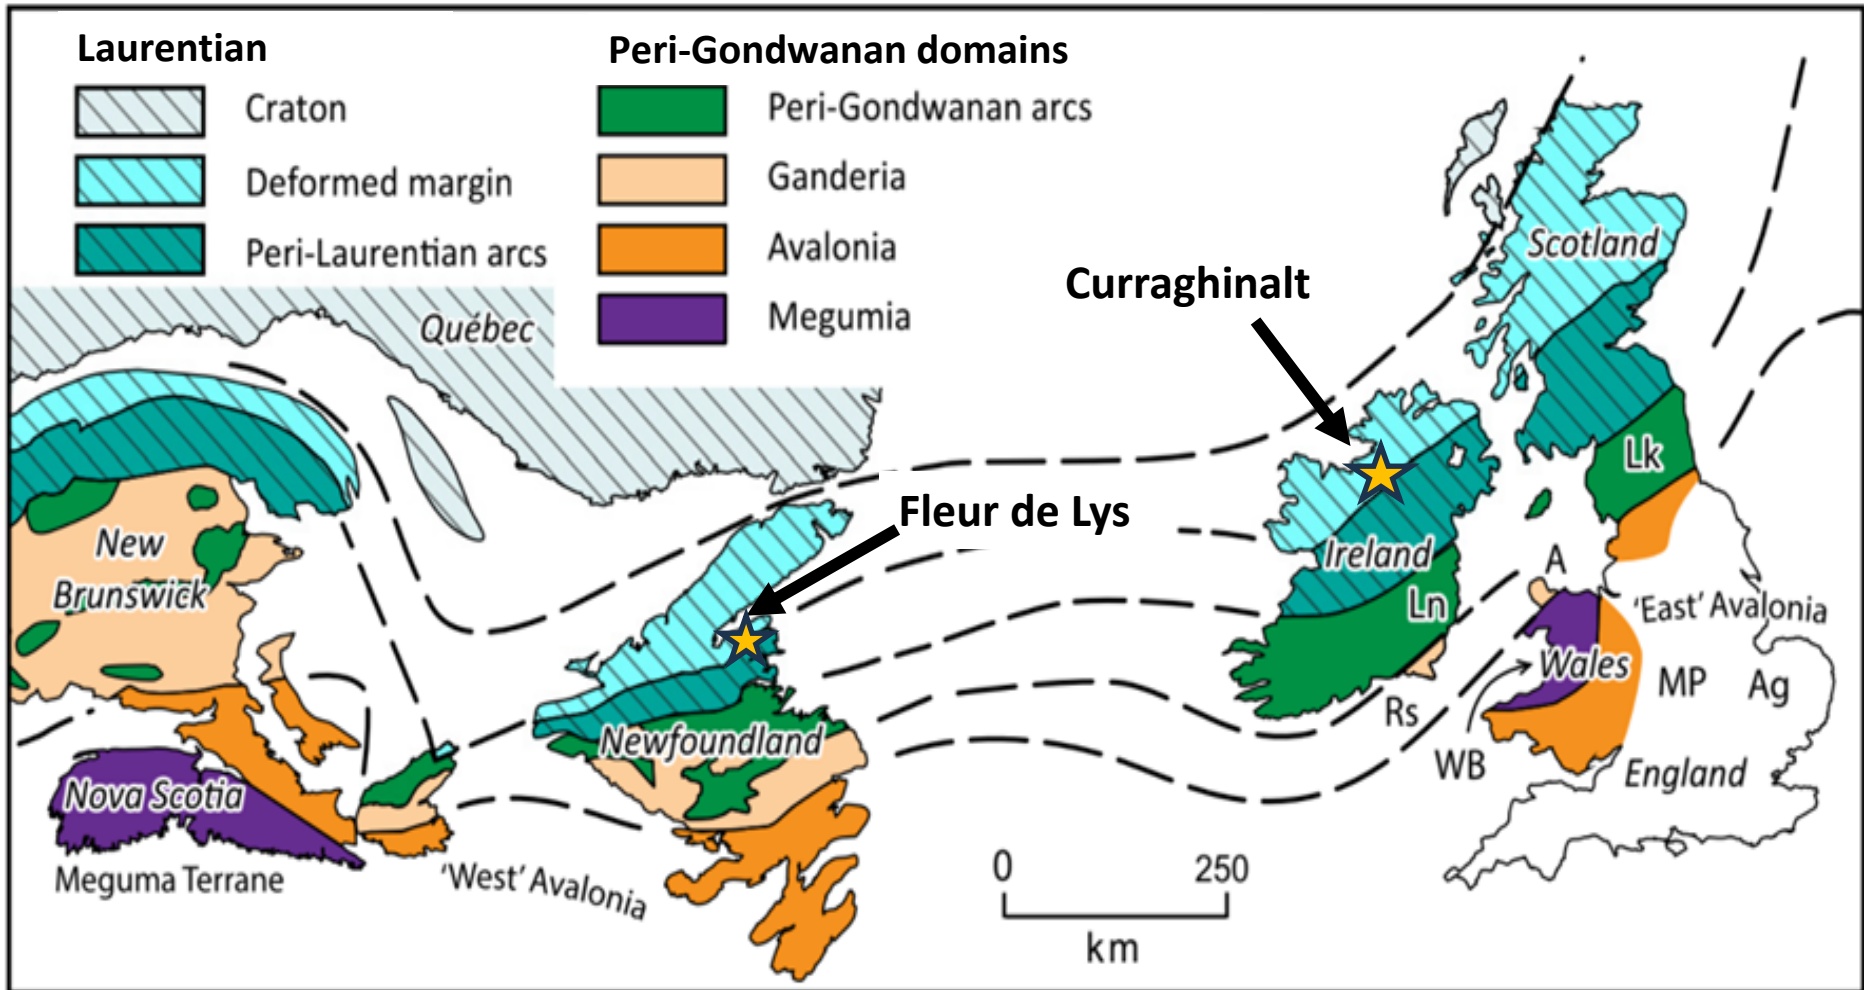 Laurentian
Craton
Deformed margin
Peri-Laurentian arcs
Peri-Gondwanan domains
Peri-Gondwanan arcs
Ganderia
Avalonia
Megumia
Québec
Scotland
Curraghinalt
Lk
Fleur de Lys
New
Brunswick
Ireland
Ln
A
'East' Avalonia
Wales
MP
Ag
Rs
WB
England
Newfoundland
Nova Scotia
Meguma Terrane
'West' Avalonia
0
250
km